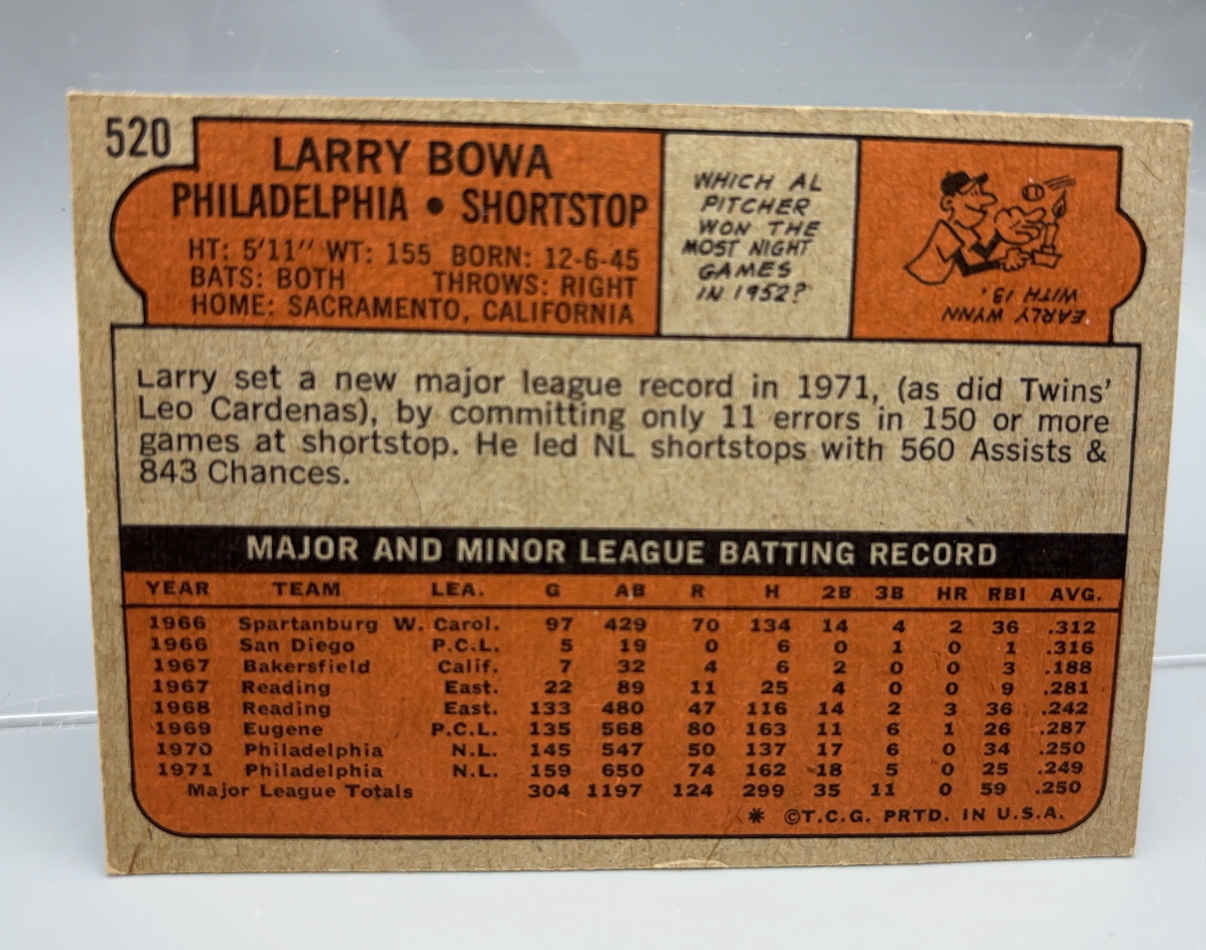 520
LARRY BOWA
PHILADELPHIA • SHORTSTOP
HT: 5'11" WT: 155 BORN: 12-6-45
BATS: BOTH THROWS: RIGHT
HOME: SACRAMENTO, CALIFORNIA
WHICH AL
PITCHER
WON THE
MOST NIGHT
GAMES
IN 1952?
EARLY WYNN
WITH 13.
Larry set a new major league record in 1971, (as did Twins'
Leo Cardenas), by committing only 11 errors in 150 or more
games at shortstop. He led NL shortstops with 560 Assists &
843 Chances.
MAJOR AND MINOR LEAGUE BATTING RECORD
YEAR TEAM LEA. G AB R H 2B 3B HR RBI AVG.
1966 Spartanburg W. Carol. 97 429 70 134 14 4 2 36 .312
1966 San Diego P.C.L. 5 19 0 6 0 1 0 1 .316
1967 Bakersfield Calif. 7 32 4 6 2 0 0 3 .188
1967 Reading East. 22 89 11 25 4 0 0 9 .281
1968 Reading East. 133 480 47 116 14 2 3 36 .242
1969 Eugene P.C.L. 135 568 80 163 11 6 1 26 .287
1970 Philadelphia N.L. 145 547 50 137 17 6 0 34 .250
1971 Philadelphia N.L. 159 650 74 162 18 5 0 25 .249
Major League Totals 304 1197 124 299 35 11 0 59 .250
* ©T.C.G. PRTD. IN U.S.A.